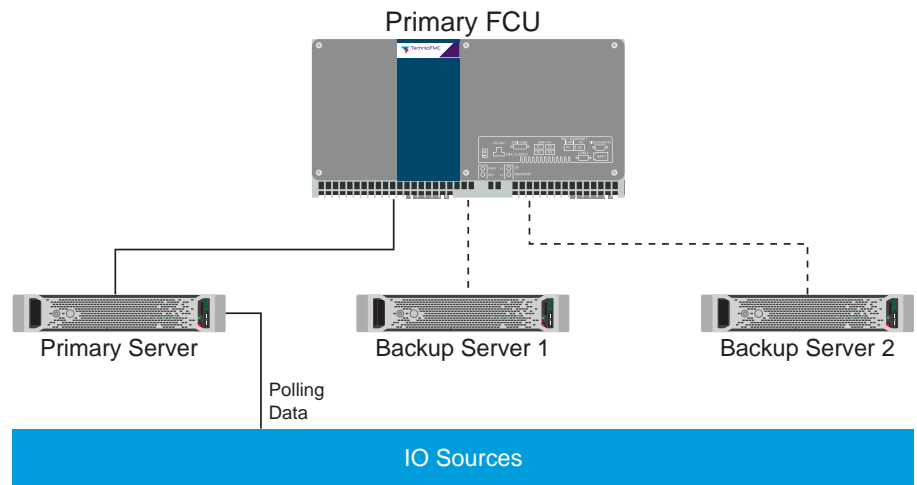 Primary FCU
TechnipFMC
Primary Server
Backup Server 1
Backup Server 2
Polling
Data
IO Sources